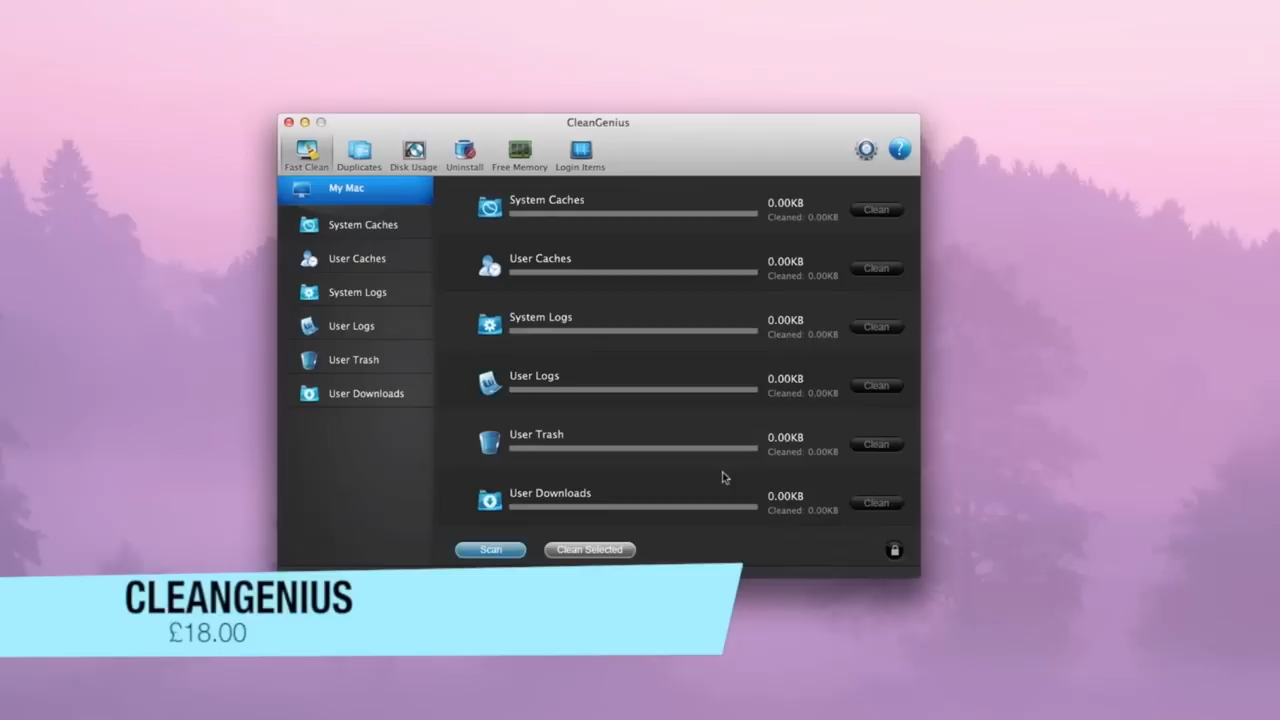 CleanGenius
Fast Clean
Duplicates
Disk Usage
Uninstall
Free Memory
Login Items
?
My Mac
System Caches
User Caches
System Logs
User Logs
User Trash
User Downloads
System Caches
0.00KB
Cleaned: 0.00KB
Clean
User Caches
0.00KB
Cleaned: 0.00KB
Clean
System Logs
0.00KB
Cleaned: 0.00KB
Clean
User Logs
0.00KB
Cleaned: 0.00KB
Clean
User Trash
0.00KB
Cleaned: 0.00KB
Clean
User Downloads
0.00KB
Cleaned: 0.00KB
Clean
Scan
Clean Selected
CLEANGENIUS
£18.00